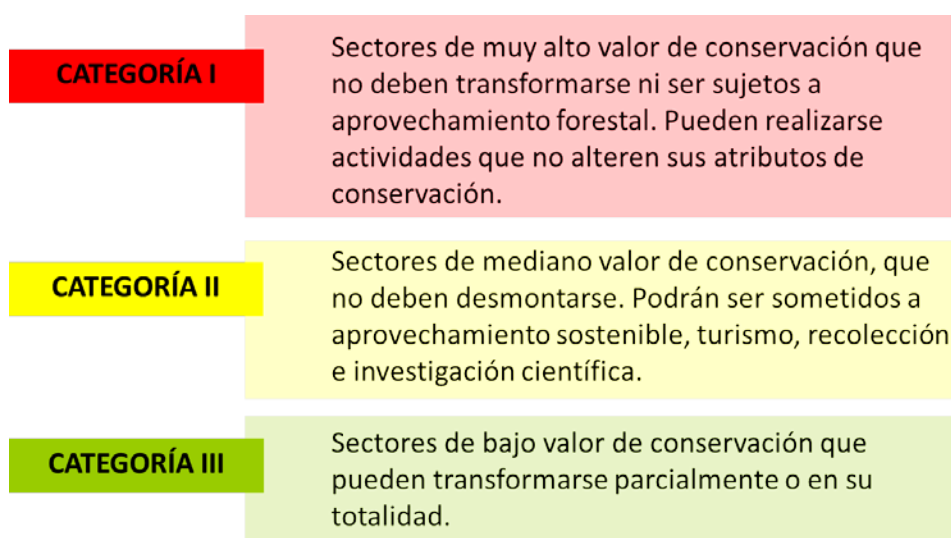 CATEGORÍA I
Sectores de muy alto valor de conservación que
no deben transformarse ni ser sujetos a
aprovechamiento forestal. Pueden realizarse
actividades que no alteren sus atributos de
conservación.
CATEGORÍA II
Sectores de mediano valor de conservación, que
no deben desmontarse. Podrán ser sometidos a
aprovechamiento sostenible, turismo, recolección
e investigación científica.
CATEGORÍA III
Sectores de bajo valor de conservación que
pueden transformarse parcialmente o en su
totalidad.